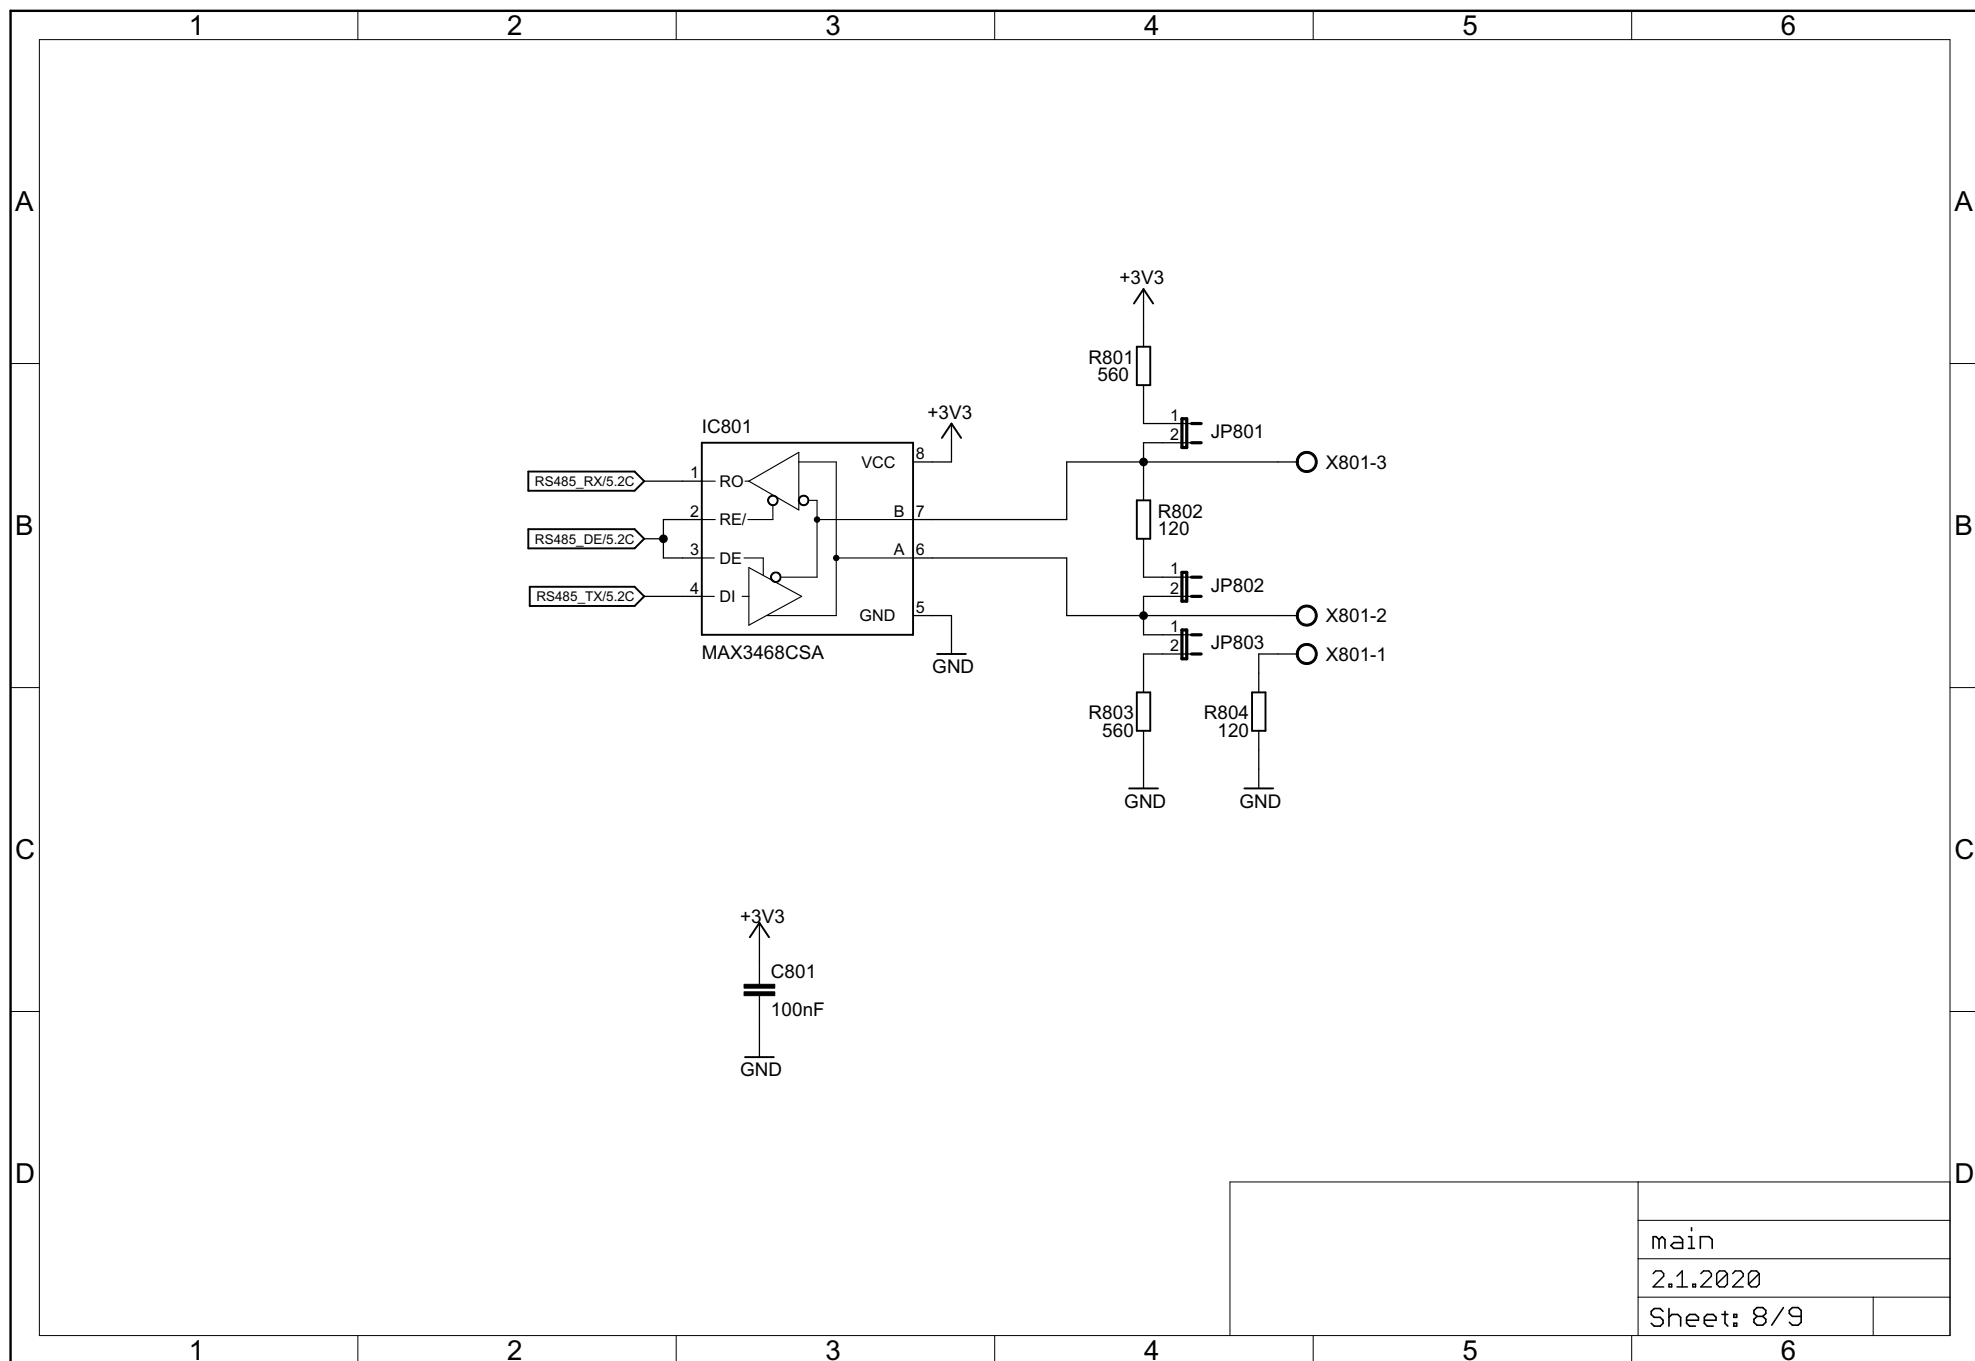 1 2 3 4 5 6
A A
+3V3
R801
560
1
2
JP801
IC801
+3V3
RS485_RX/5.2C
1
RO
VCC
8
X801-3
B B
2
RE/
B
7
R802
120
RS485_DE/5.2C
3
DE
A
6
1
2
JP802
RS485_TX/5.2C
4
DI
GND
5
X801-2
1
2
JP803
MAX3468CSA
GND
X801-1
R803
560
R804
120
GND
GND
C C
+3V3
C801
100nF
GND
D D
main
2.1.2020
Sheet: 8/9
1 2 3 4 5 6